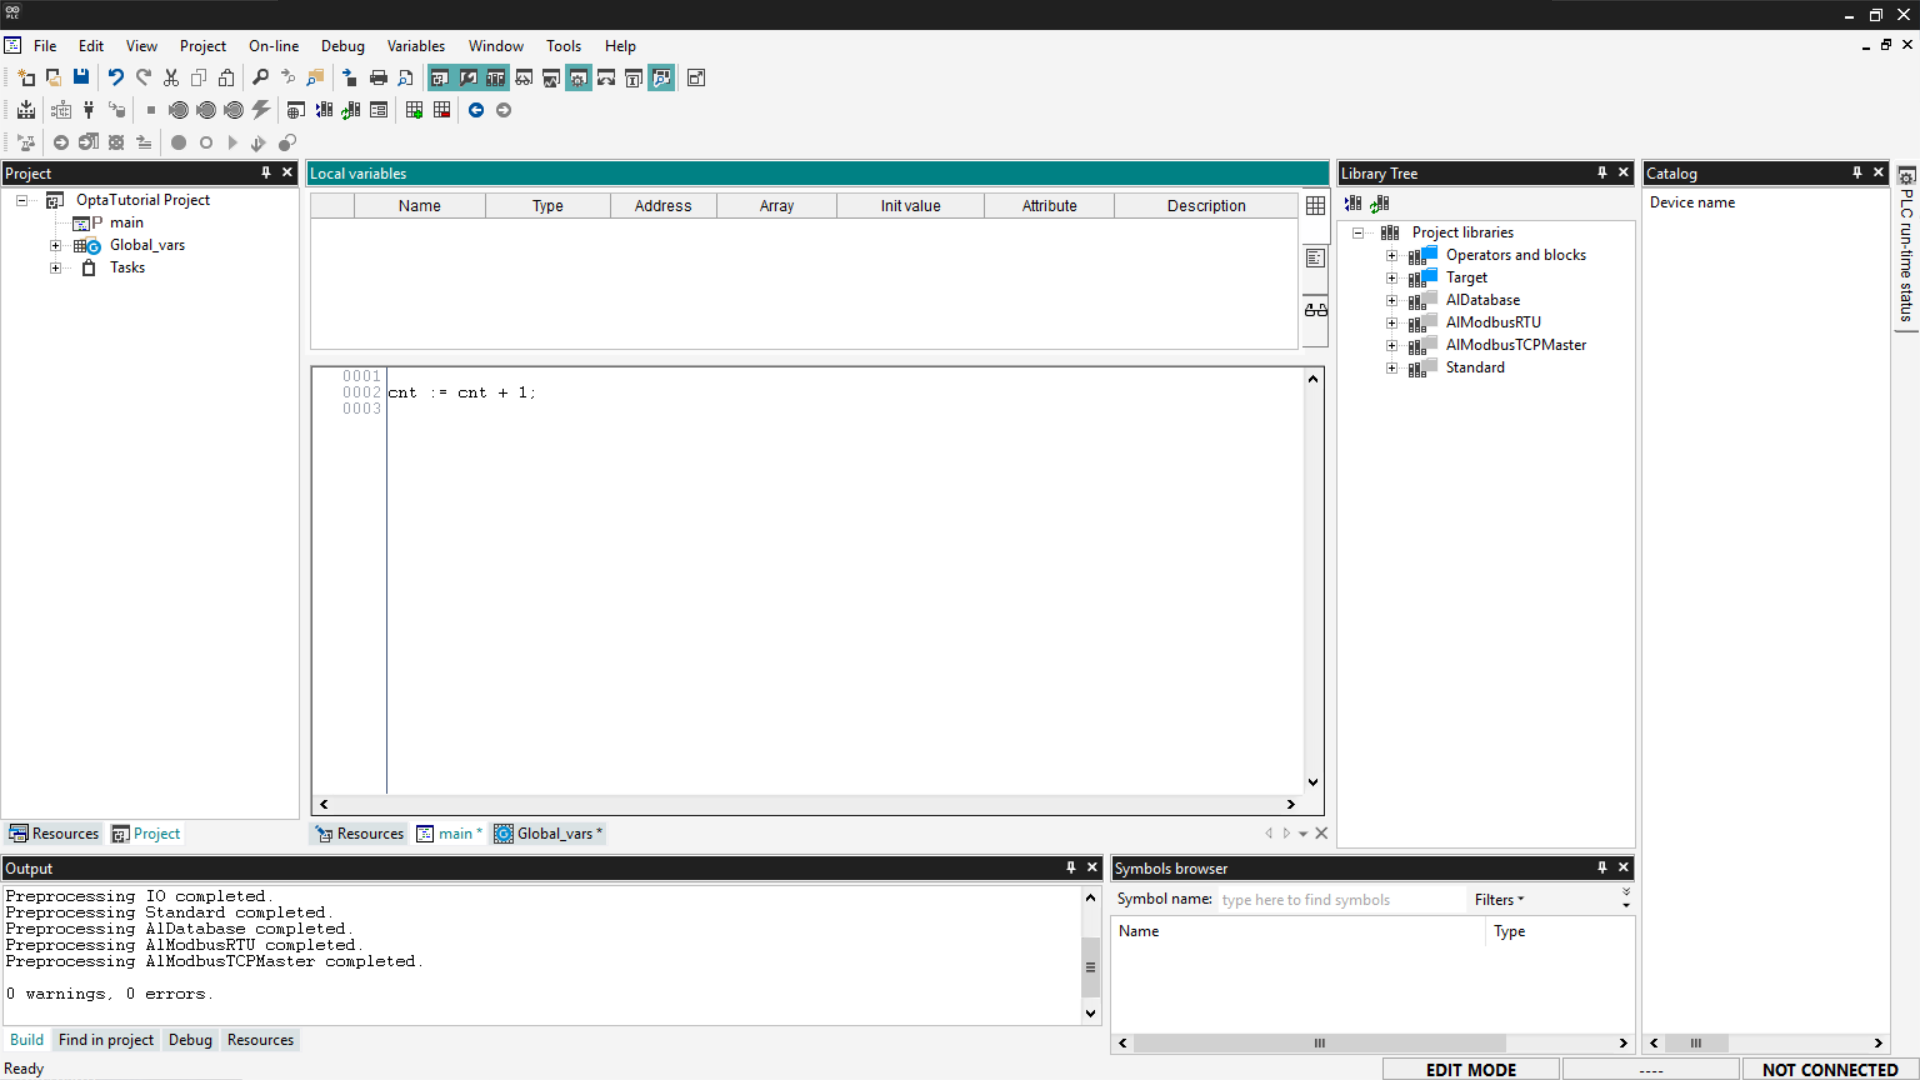 PLC
File Edit View Project On-line Debug Variables Window Tools Help
Project
OptaTutorial Project
P main
Global_vars
Tasks
Resources Project
Local variables
Name Type Address Array Init value Attribute Description
0001
0002 cnt := cnt + 1;
0003
Resources main * Global_vars *
Library Tree
Project libraries
Operators and blocks
Target
AlDatabase
AlModbusRTU
AlModbusTCPMaster
Standard
Catalog
Device name
PLC run-time status
Output
Preprocessing IO completed.
Preprocessing Standard completed.
Preprocessing AlDatabase completed.
Preprocessing AlModbusRTU completed.
Preprocessing AlModbusTCPMaster completed.
0 warnings, 0 errors.
Build Find in project Debug Resources
Symbols browser
Symbol name: type here to find symbols Filters
Name Type
Ready
EDIT MODE ---- NOT CONNECTED